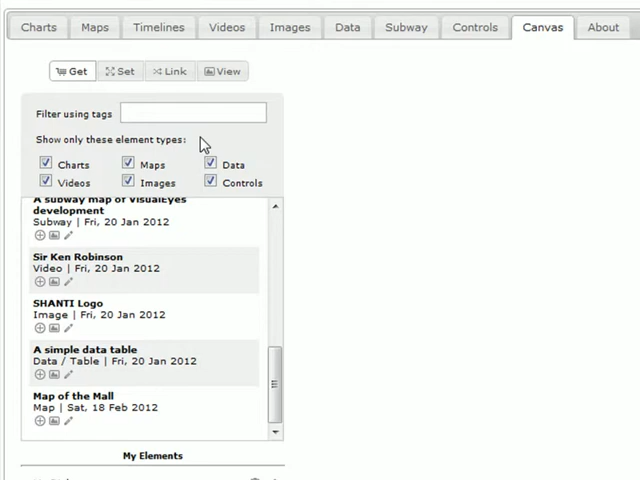 Charts Maps Timelines Videos Images Data Subway Controls Canvas About
Get Set Link View
Filter using tags
Show only these element types:
Charts Maps Data
Videos Images Controls
A subway map of VisualEyes
development
Subway | Fri, 20 Jan 2012
Sir Ken Robinson
Video | Fri, 20 Jan 2012
SHANTI Logo
Image | Fri, 20 Jan 2012
A simple data table
Data / Table | Fri, 20 Jan 2012
Map of the Mall
Map | Sat, 18 Feb 2012
My Elements